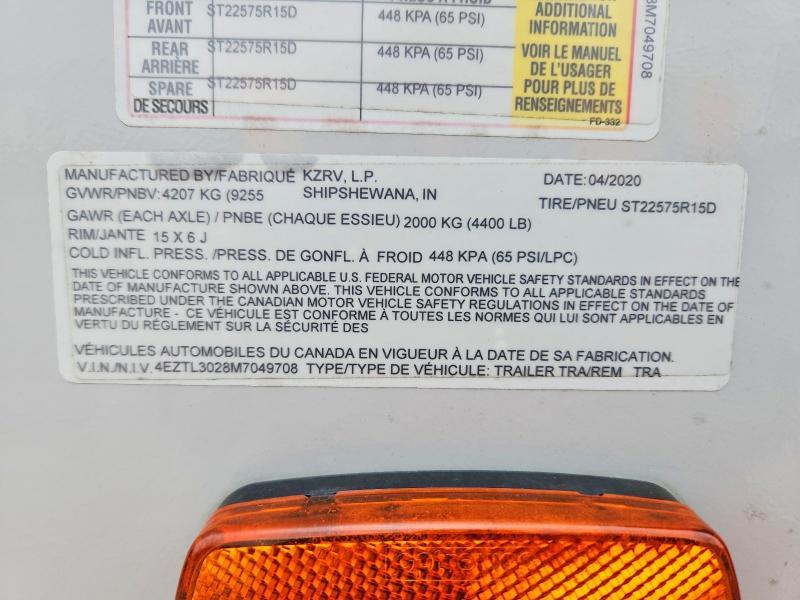 FRONT
AVANT
ST22575R15D
448 KPA (65 PSI)
REAR
ARRIÈRE
ST22575R15D
448 KPA (65 PSI)
SPARE
DE SECOURS
ST22575R15D
448 KPA (65 PSI)
ADDITIONAL
INFORMATION
VOIR LE MANUEL
DE L'USAGER
POUR PLUS DE
RENSEIGNEMENTS
FD-332
8M7049708
MANUFACTURED BY/FABRIQUÉ KZRV, L.P. DATE:04/2020
GVWR/PNBV: 4207 KG (9255 SHIPSHEWANA, IN TIRE/PNEU ST22575R15D
GAWR (EACH AXLE) / PNBE (CHAQUE ESSIEU) 2000 KG (4400 LB)
RIM/JANTE 15 X 6 J
COLD INFL. PRESS. /PRESS. DE GONFL. À FROID 448 KPA (65 PSI/LPC)
THIS VEHICLE CONFORMS TO ALL APPLICABLE U.S. FEDERAL MOTOR VEHICLE SAFETY STANDARDS IN EFFECT ON THE
DATE OF MANUFACTURE SHOWN ABOVE. THIS VEHICLE CONFORMS TO ALL APPLICABLE STANDARDS
PRESCRIBED UNDER THE CANADIAN MOTOR VEHICLE SAFETY REGULATIONS IN EFFECT ON THE DATE OF
MANUFACTURE - CE VÉHICULE EST CONFORME À TOUTES LES NORMES QUI LUI SONT APPLICABLES EN
VERTU DU RÉGLEMENT SUR LA SÉCURITÉ DES
VÉHICULES AUTOMOBILES DU CANADA EN VIGUEUR À LA DATE DE SA FABRICATION.
V.I.N./N.I.V. 4EZTL3028M7049708 TYPE/TYPE DE VÉHICULE: TRAILER TRA/REM TRA